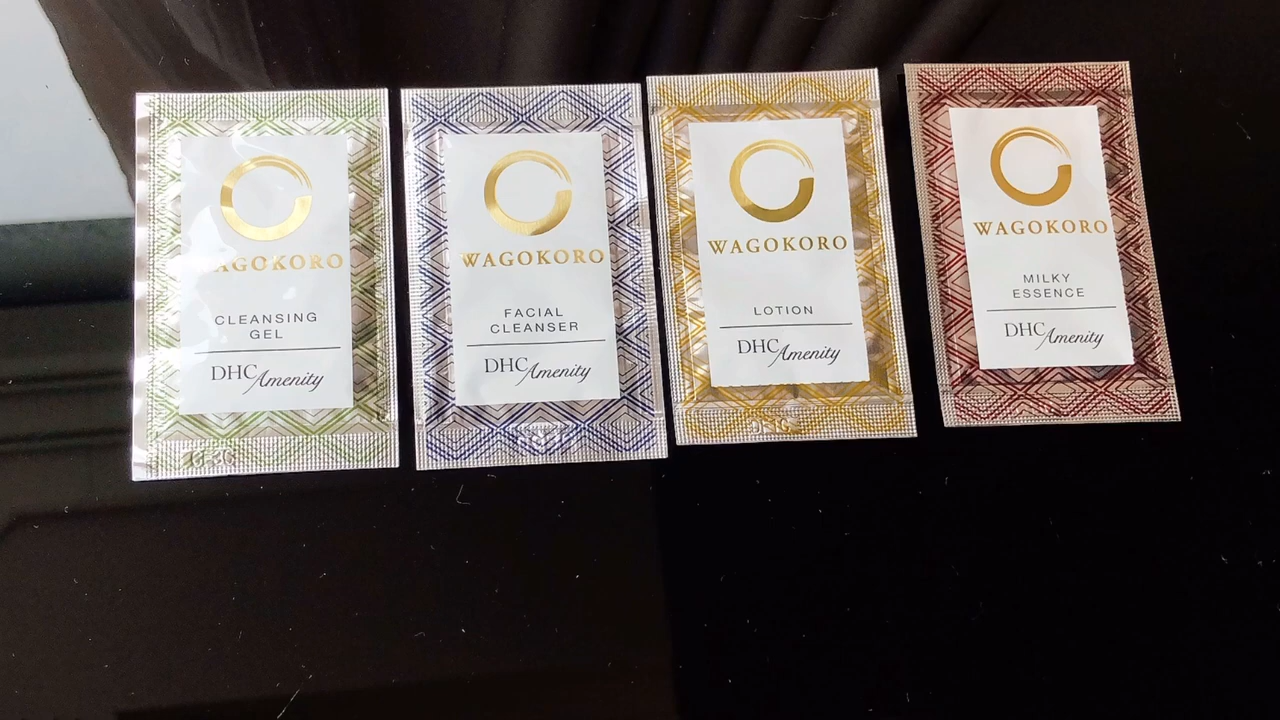 WAGOKORO
CLEANSING
GEL
DHC Amenity
WAGOKORO
FACIAL
CLEANSER
DHC Amenity
WAGOKORO
LOTION
DHC Amenity
WAGOKORO
MILKY
ESSENCE
DHC Amenity